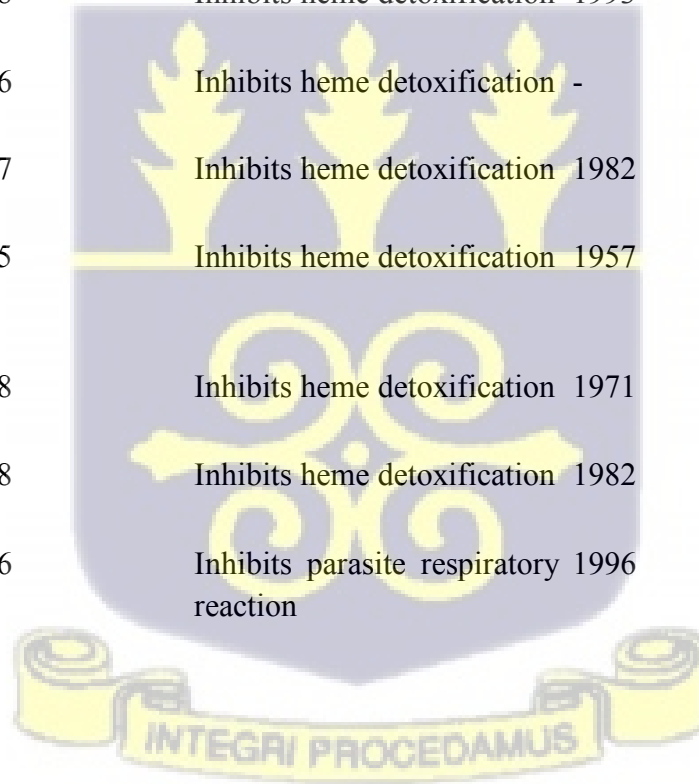 Inhibits heme detoxification
6 Inhibits heme detoxification -
7 Inhibits heme detoxification 1982
5 Inhibits heme detoxification 1957
8 Inhibits heme detoxification 1971
8 Inhibits heme detoxification 1982
6 Inhibits parasite respiratory 1996
reaction
INTEGRI PROCEDAMUS